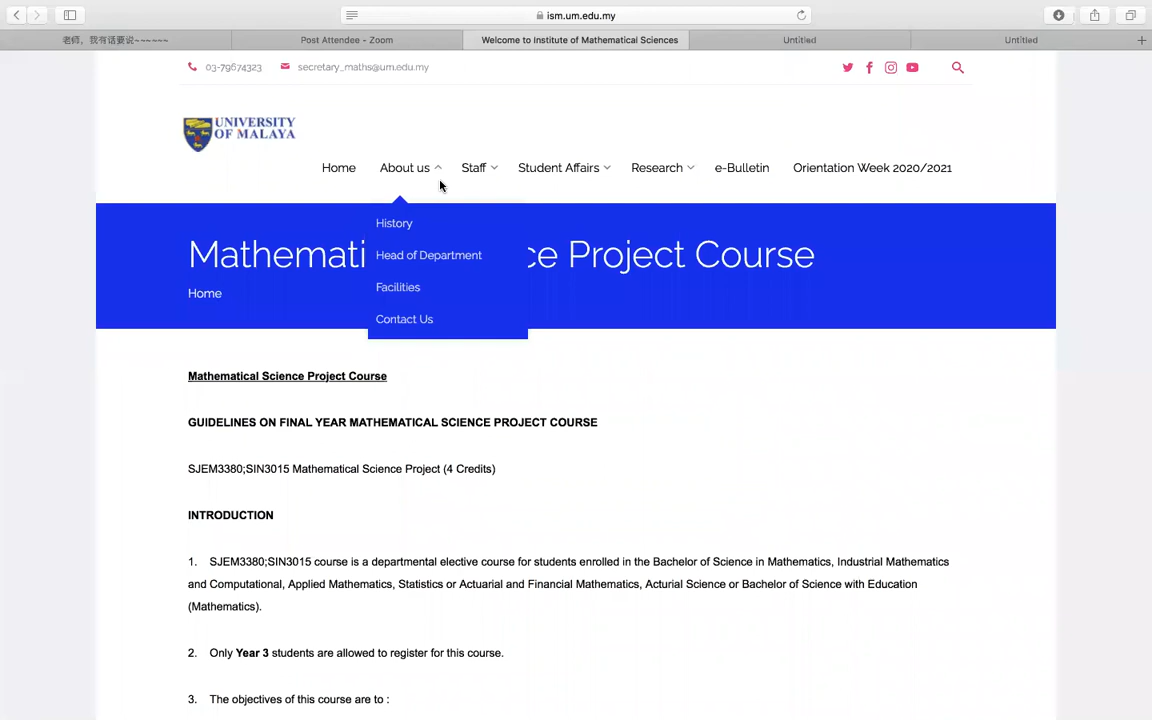 ism.um.edu.my
老师，我有话要说~~~~~~
Post Attendee - Zoom
Welcome to Institute of Mathematical Sciences
Untitled
Untitled
03-79674323
secretary_maths@um.edu.my
UNIVERSITY
OF MALAYA
Home
About us
Staff
Student Affairs
Research
e-Bulletin
Orientation Week 2020/2021
History
Head of Department
Facilities
Contact Us
Mathemati ce Project Course
Home
Mathematical Science Project Course
GUIDELINES ON FINAL YEAR MATHEMATICAL SCIENCE PROJECT COURSE
SJEM3380;SIN3015 Mathematical Science Project (4 Credits)
INTRODUCTION
1. SJEM3380;SIN3015 course is a departmental elective course for students enrolled in the Bachelor of Science in Mathematics, Industrial Mathematics
and Computational, Applied Mathematics, Statistics or Actuarial and Financial Mathematics, Acturial Science or Bachelor of Science with Education
(Mathematics).
2. Only Year 3 students are allowed to register for this course.
3. The objectives of this course are to :